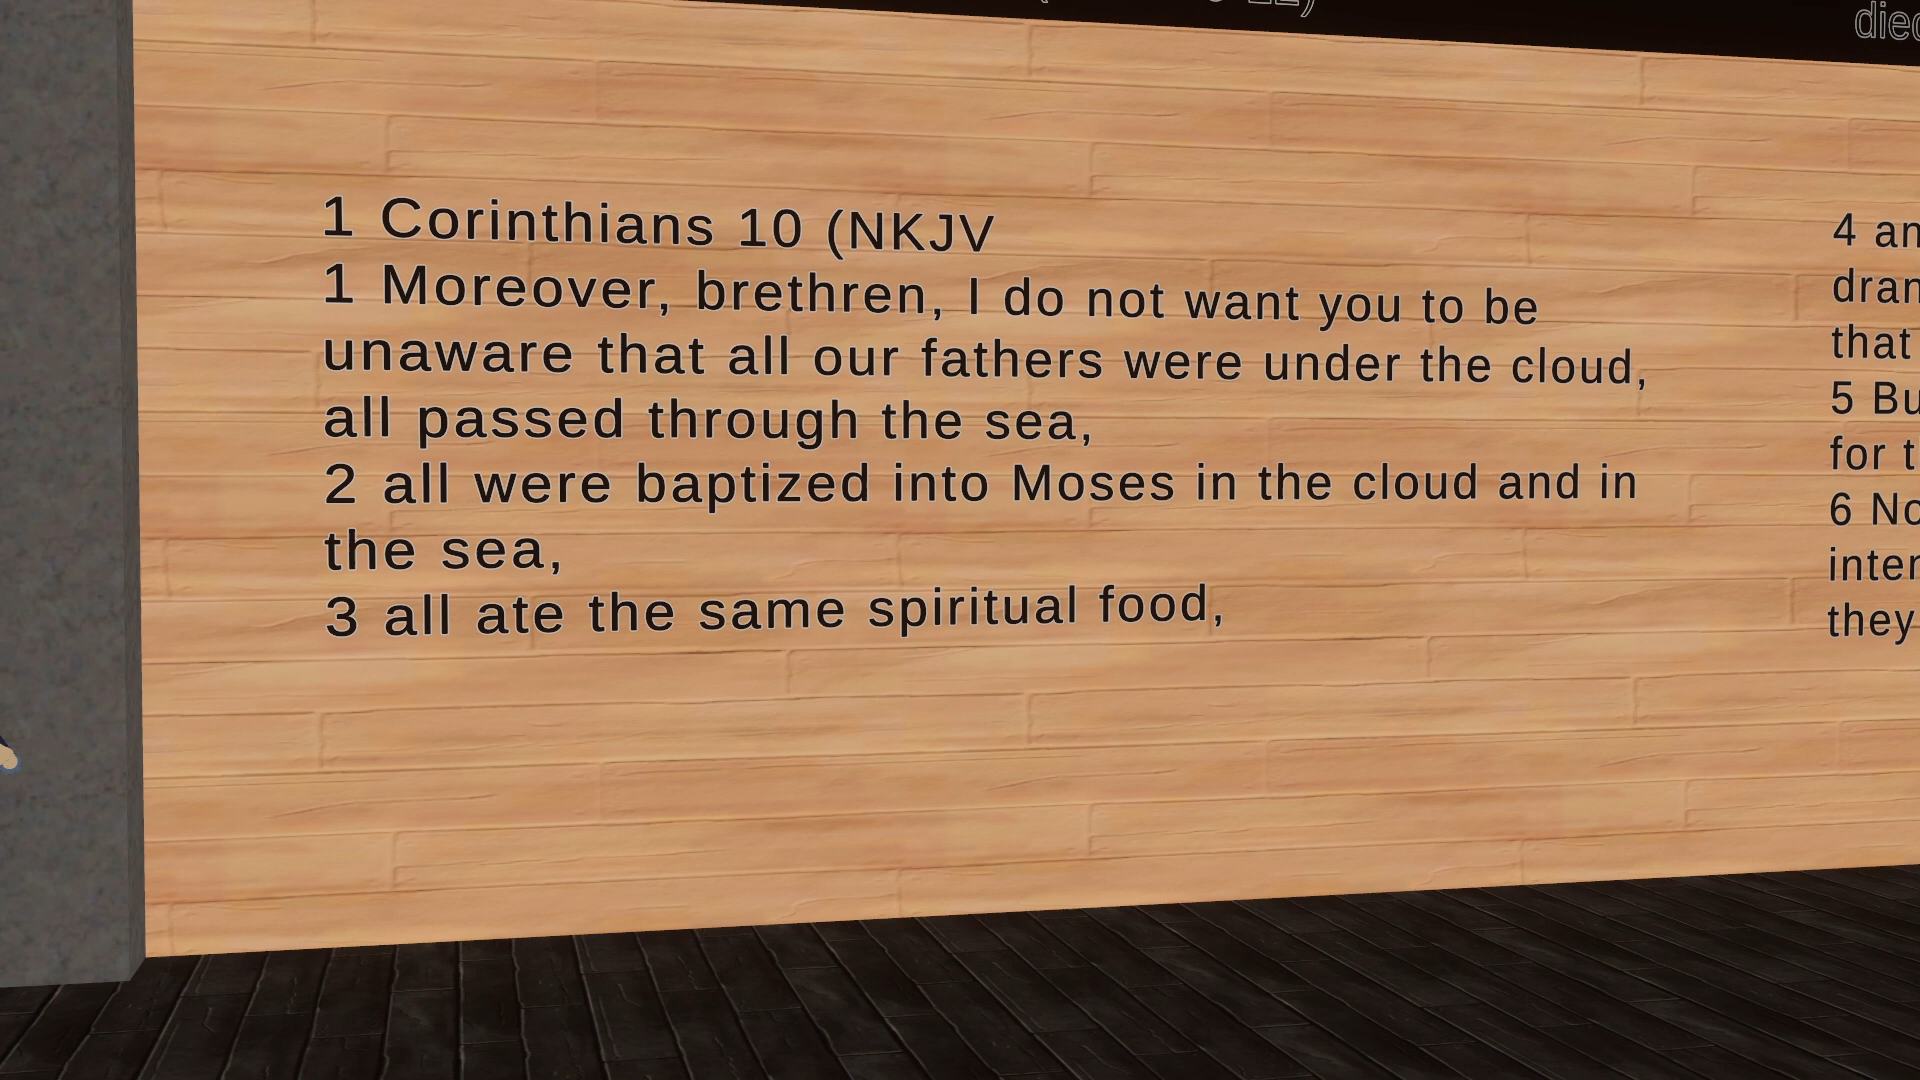 1 Corinthians 10 (NKJV
1 Moreover, brethren, I do not want you to be
unaware that all our fathers were under the cloud,
all passed through the sea,
2 all were baptized into Moses in the cloud and in
the sea,
3 all ate the same spiritual food,
4
that
5
for
6
they